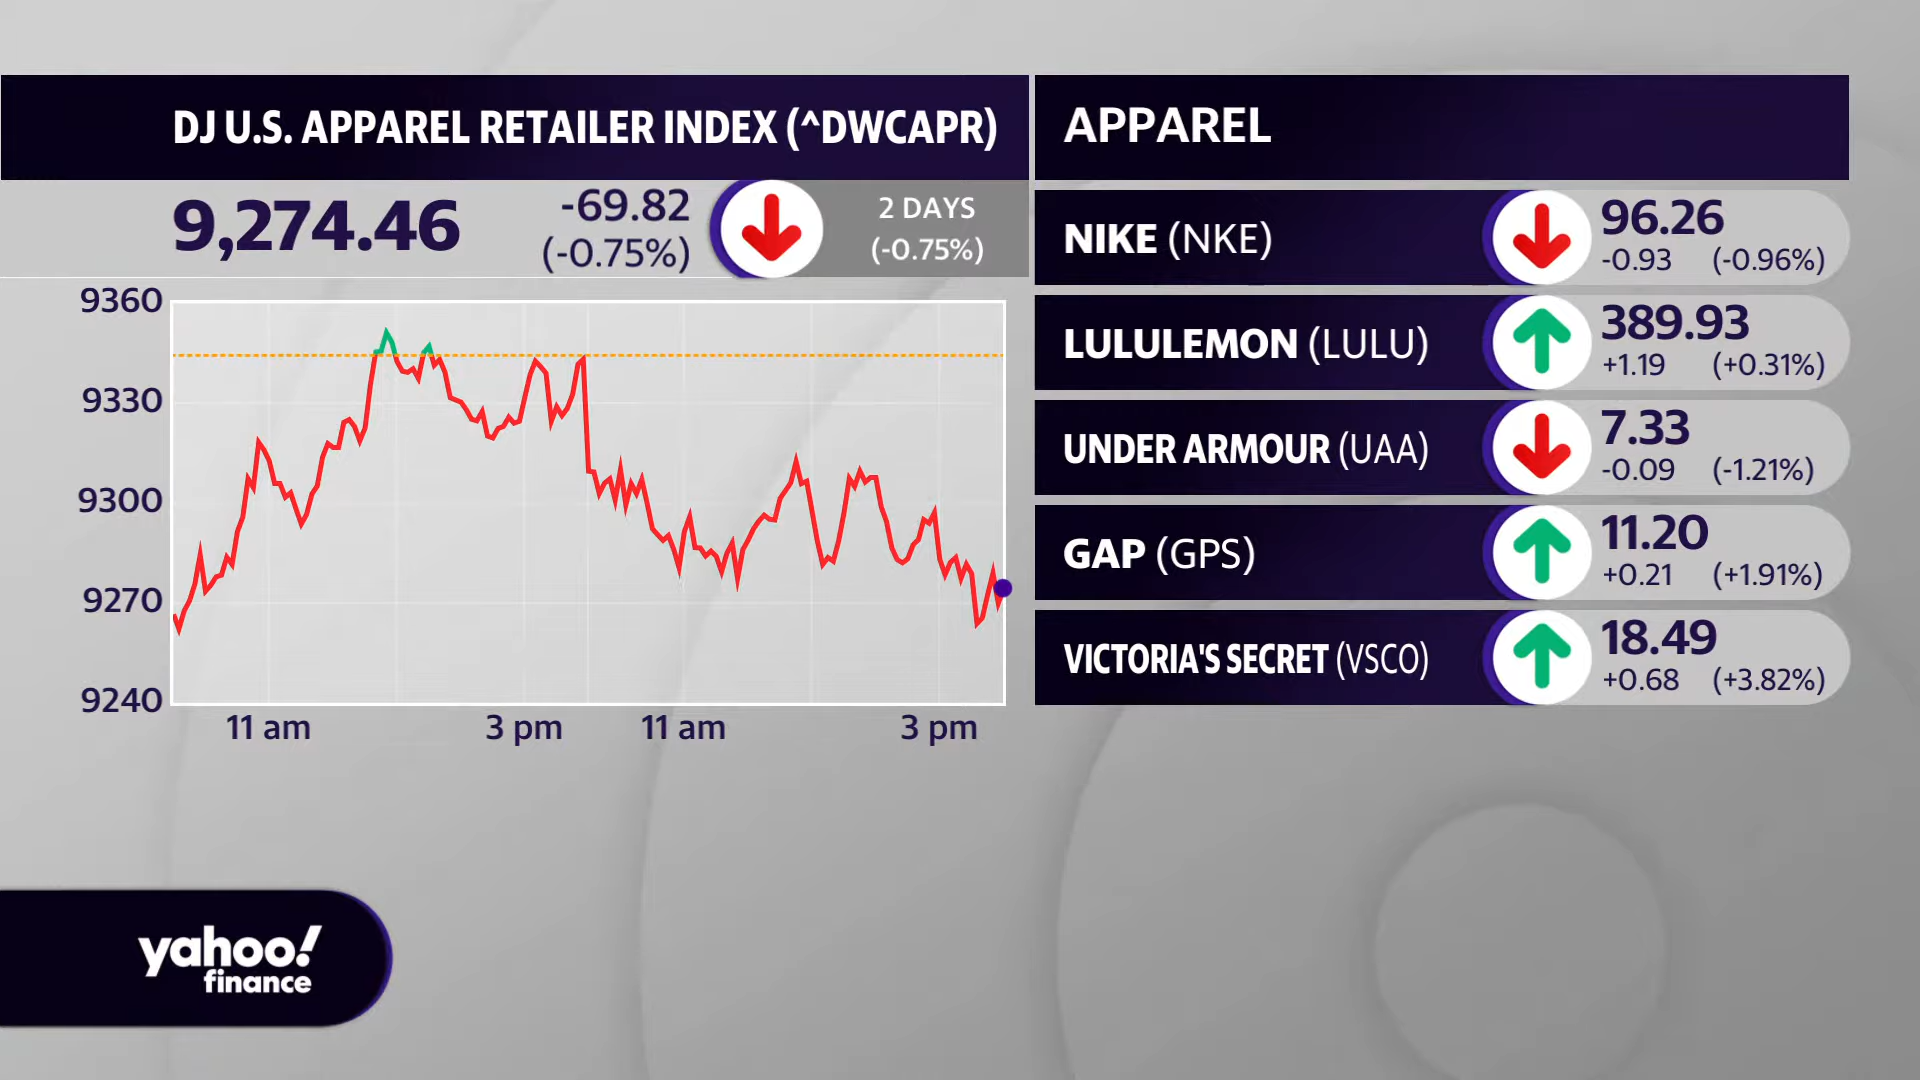 DJ U.S. APPAREL RETAILER INDEX (^DWCAPR)
9,274.46
-69.82
(-0.75%)
2 DAYS
(-0.75%)
9360
9330
9300
9270
9240
11 am 3 pm 11 am 3 pm
APPAREL
NIKE (NKE)
96.26
-0.93 (-0.96%)
LULULEMON (LULU)
389.93
+1.19 (+0.31%)
UNDER ARMOUR (UAA)
7.33
-0.09 (-1.21%)
GAP (GPS)
11.20
+0.21 (+1.91%)
VICTORIA'S SECRET (VSCO)
18.49
+0.68 (+3.82%)
yahoo!
finance